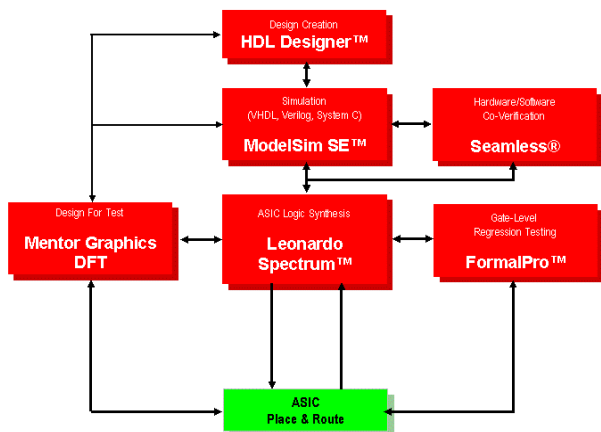 Design Creation
HDL Designer™
Simulation
(VHDL, Verilog, System C)
ModelSim SE™
Hardware/Software
Co-Verification
Seamless®
Design For Test
Mentor Graphics
DFT
ASIC Logic Synthesis
Leonardo
Spectrum™
Gate-Level
Regression Testing
FormalPro™
ASIC
Place & Route